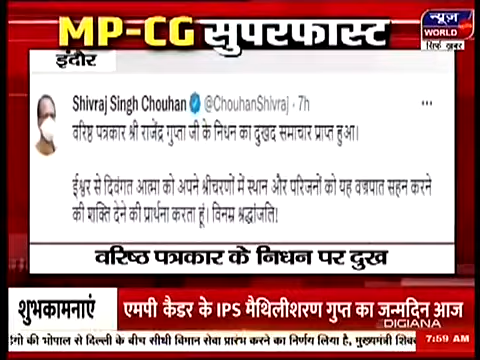 MP-CG सुपरफास्ट
न्यूज़
WORLD
सिर्फ़ ख़बर
इंदौर
Shivraj Singh Chouhan @ChouhanShivraj · 7h
वरिष्ठ पत्रकार श्री राजेंद्र गुप्ता जी के निधन का दुखद समाचार प्राप्त हुआ।
ईश्वर से दिवंगत आत्मा को अपने श्रीचरणों में स्थान और परिजनों को यह वज्रपात सहन करने
की शक्ति देने की प्रार्थना करता हूं। विनम्र श्रद्धांजलि!
वरिष्ठ पत्रकार के निधन पर दुख
शुभकामनाएं एमपी कैडर के IPS मैथिलीशरण गुप्त का जन्मदिन आज
DIGIANA
की भोपाल से दिल्ली के बीच सीधी विमान सेवा प्रारंभ करने का निर्णय लिया है, मुख्यमंत्री 7:59 AM